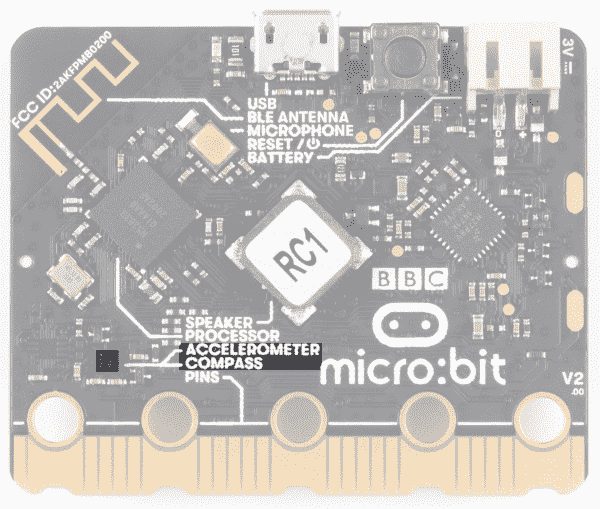 FCC ID:2AKFPMB0200
3V
USB
BLE ANTENNA
MICROPHONE
RESET /
BATTERY
RC1
BBC
SPEAKER
PROCESSOR
ACCELEROMETER
COMPASS
PINS
micro:bit
V2
.00